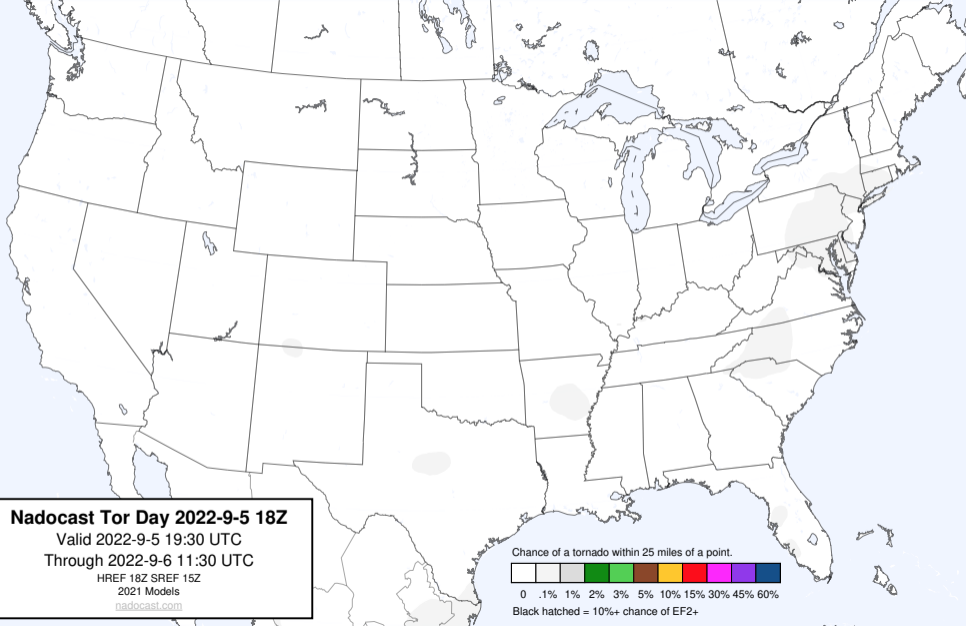 Nadocast Tor Day 2022-9-5 18Z
Valid 2022-9-5 19:30 UTC
Through 2022-9-6 11:30 UTC
HREF 18Z SREF 15Z
2021 Models
nadocast.com
Chance of a tornado within 25 miles of a point.
0 .1% 1% 2% 3% 5% 10% 15% 30% 45% 60%
Black hatched = 10%+ chance of EF2+